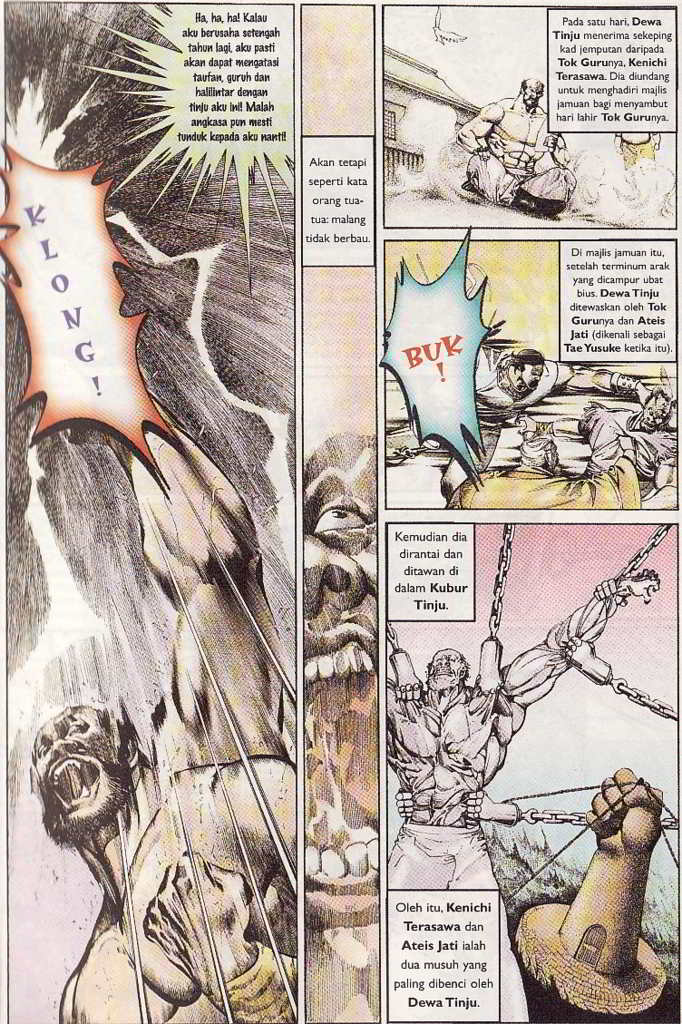 Ha, ha, ha! Kalau
aku berusaha setengah
tahun lagi, aku pasti
akan dapat mengatasi
taufan, guruh dan
halilintar dengan
tinju aku ini! Malah
angkasa pun mesti
tunduk kepada aku nanti!
KLONG!
Akan tetapi
seperti kata
orang tua-
tua: malang
tidak berbau.
Pada satu hari, Dewa
Tinju menerima sekeping
kad jemputan daripada
Tok Gurunya, Kenichi
Terasawa. Dia diundang
untuk menghadiri majlis
jamuan bagi menyambut
hari lahir Tok Gurunya.
Di majlis jamuan itu,
setelah terminum arak
yang dicampur ubat
bius. Dewa Tinju
ditewaskan oleh Tok
Gurunya dan Ateis
Jati (dikenali sebagai
Tae Yusuke ketika itu).
BUK
!
Kemudian dia
dirantai dan
ditawan di
dalam Kubur
Tinju.
Oleh itu, Kenichi
Terasawa dan
Ateis Jati ialah
dua musuh yang
paling dibenci oleh
Dewa Tinju.